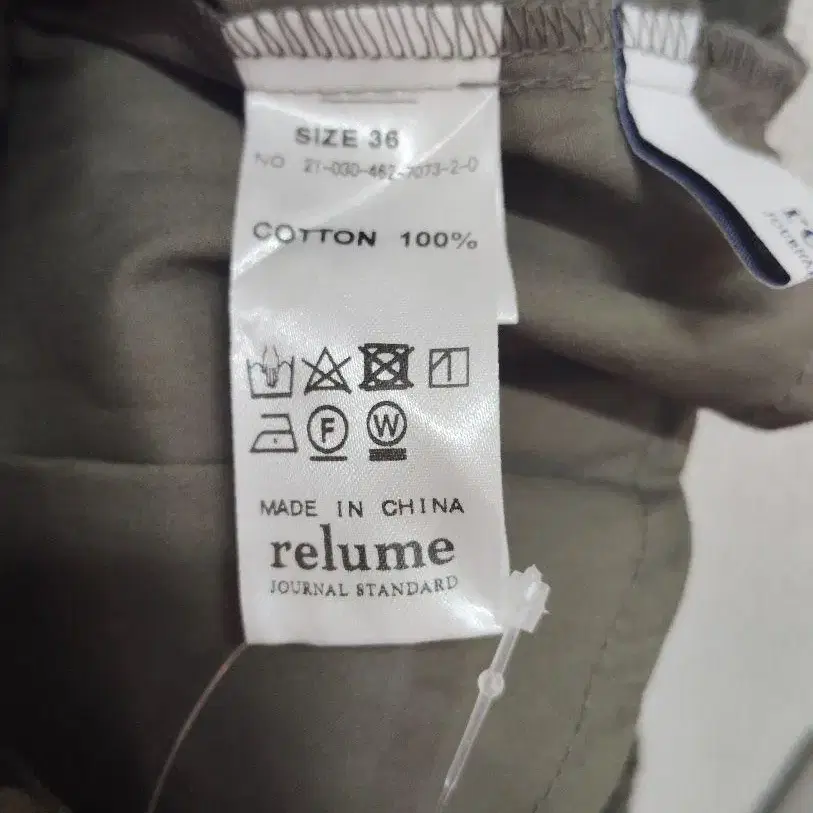 SIZE 36
NO 21-030-462-7073-2-0
COTTON 100%
F
W
MADE IN CHINA
relume
JOURNAL STANDARD